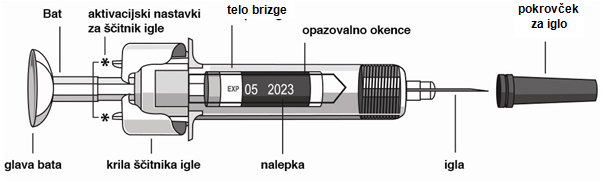 Bat
aktivacijski nastavki
za ščitnik igle
telo brizge
opazovalno okence
pokrovček
za iglo
*
*
EXP 05 2023
glava bata
krila ščitnika igle
nalepka
igla